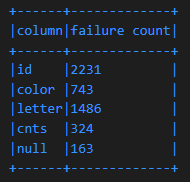 +------+-------------+
|column|failure count|
+------+-------------+
|id    |2231         |
|color |743          |
|letter|1486         |
|cnts  |324          |
|null  |163          |
+------+-------------+